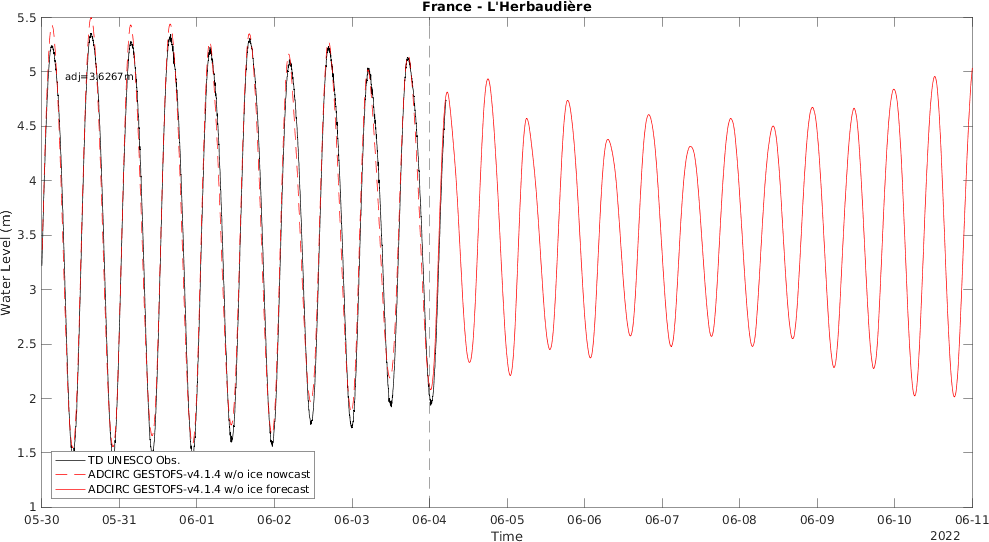 France - L'Herbaudière
Water Level (m)
5.5
5
4.5
4
3.5
3
2.5
2
1.5
1
adj=3.6267m
TD UNESCO Obs.
ADCIRC GESTOFS-v4.1.4 w/o ice nowcast
ADCIRC GESTOFS-v4.1.4 w/o ice forecast
05-30 05-31 06-01 06-02 06-03 06-04 06-05 06-06 06-07 06-08 06-09 06-10 06-11
Time
2022